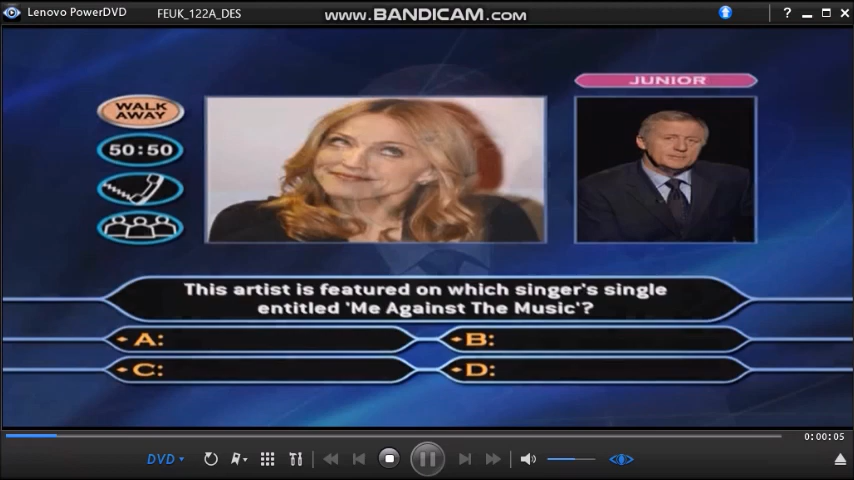 Lenovo PowerDVD
FEUK_122A_DES
www.BANDICAM.com
?
JUNIOR
WALK
AWAY
50:50
This artist is featured on which singer's single
entitled 'Me Against The Music'?
A:
B:
C:
D:
0:00:05
DVD